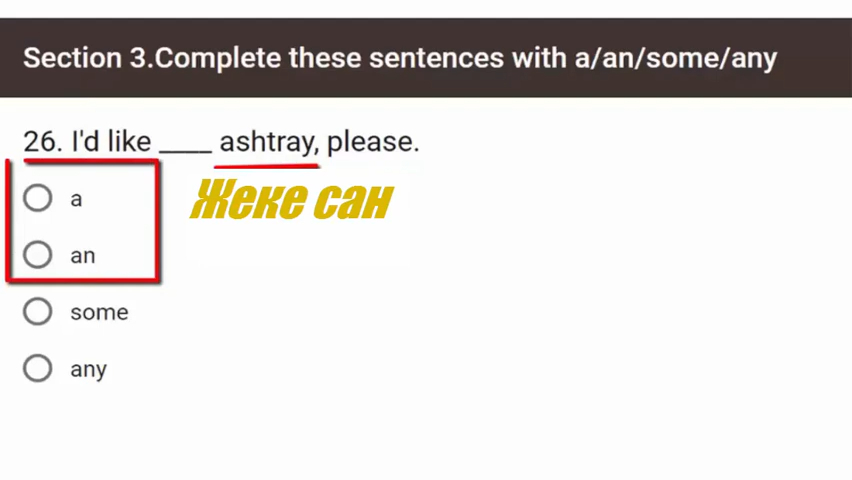 Section 3.Complete these sentences with a/an/some/any
26. I'd like ____ ashtray, please.
a
Жеке сан
an
some
any